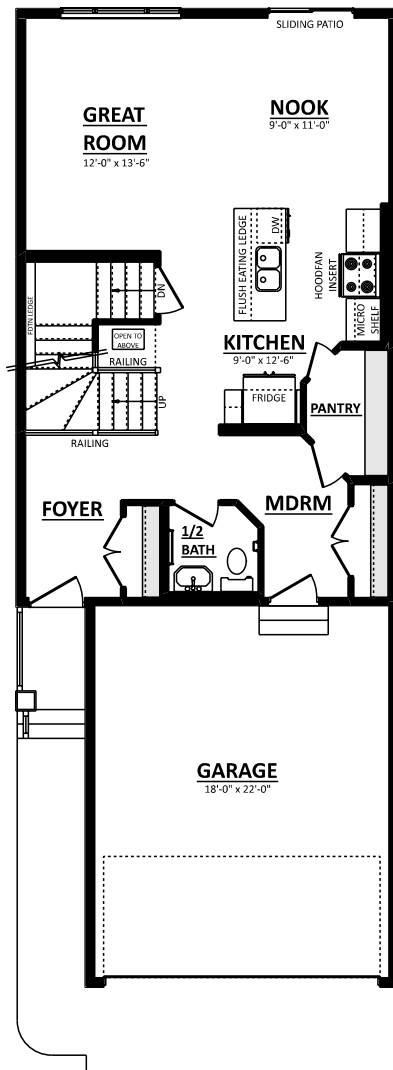 SLIDING PATIO
GREAT
ROOM
12'-0" x 13'-6"
NOOK
9'-0" x 11'-0"
FLUSH EATING LEDGE
DW
HOODFAN
INSERT
MICRO
SHELF
FDTN LEDGE
DN
OPEN TO
ABOVE
RAILING
UP
RAILING
KITCHEN
9'-0" x 12'-6"
FRIDGE
PANTRY
FOYER
1/2
BATH
MDRM
GARAGE
18'-0" x 22'-0"